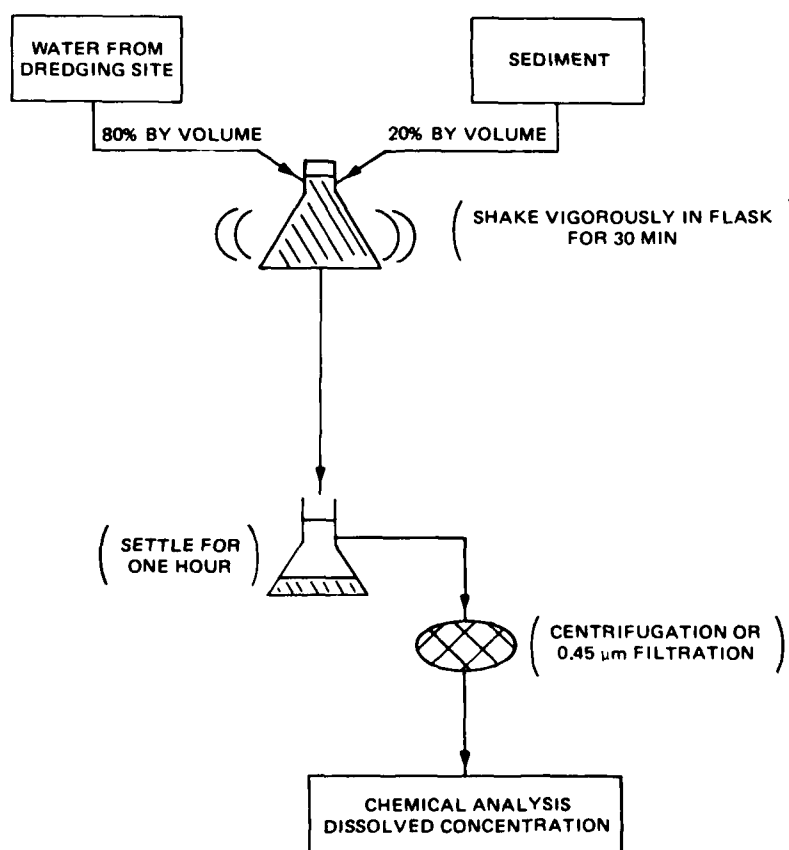 WATER FROM
DREDGING SITE
SEDIMENT
80% BY VOLUME
20% BY VOLUME
SHAKE VIGOROUSLY IN FLASK
FOR 30 MIN
SETTLE FOR
ONE HOUR
CENTRIFUGATION OR
0.45 µm FILTRATION
CHEMICAL ANALYSIS
DISSOLVED CONCENTRATION